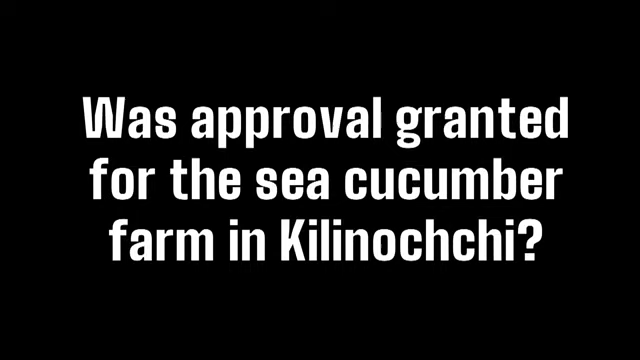 Was approval granted
for the sea cucumber
farm in Kilinochchi?